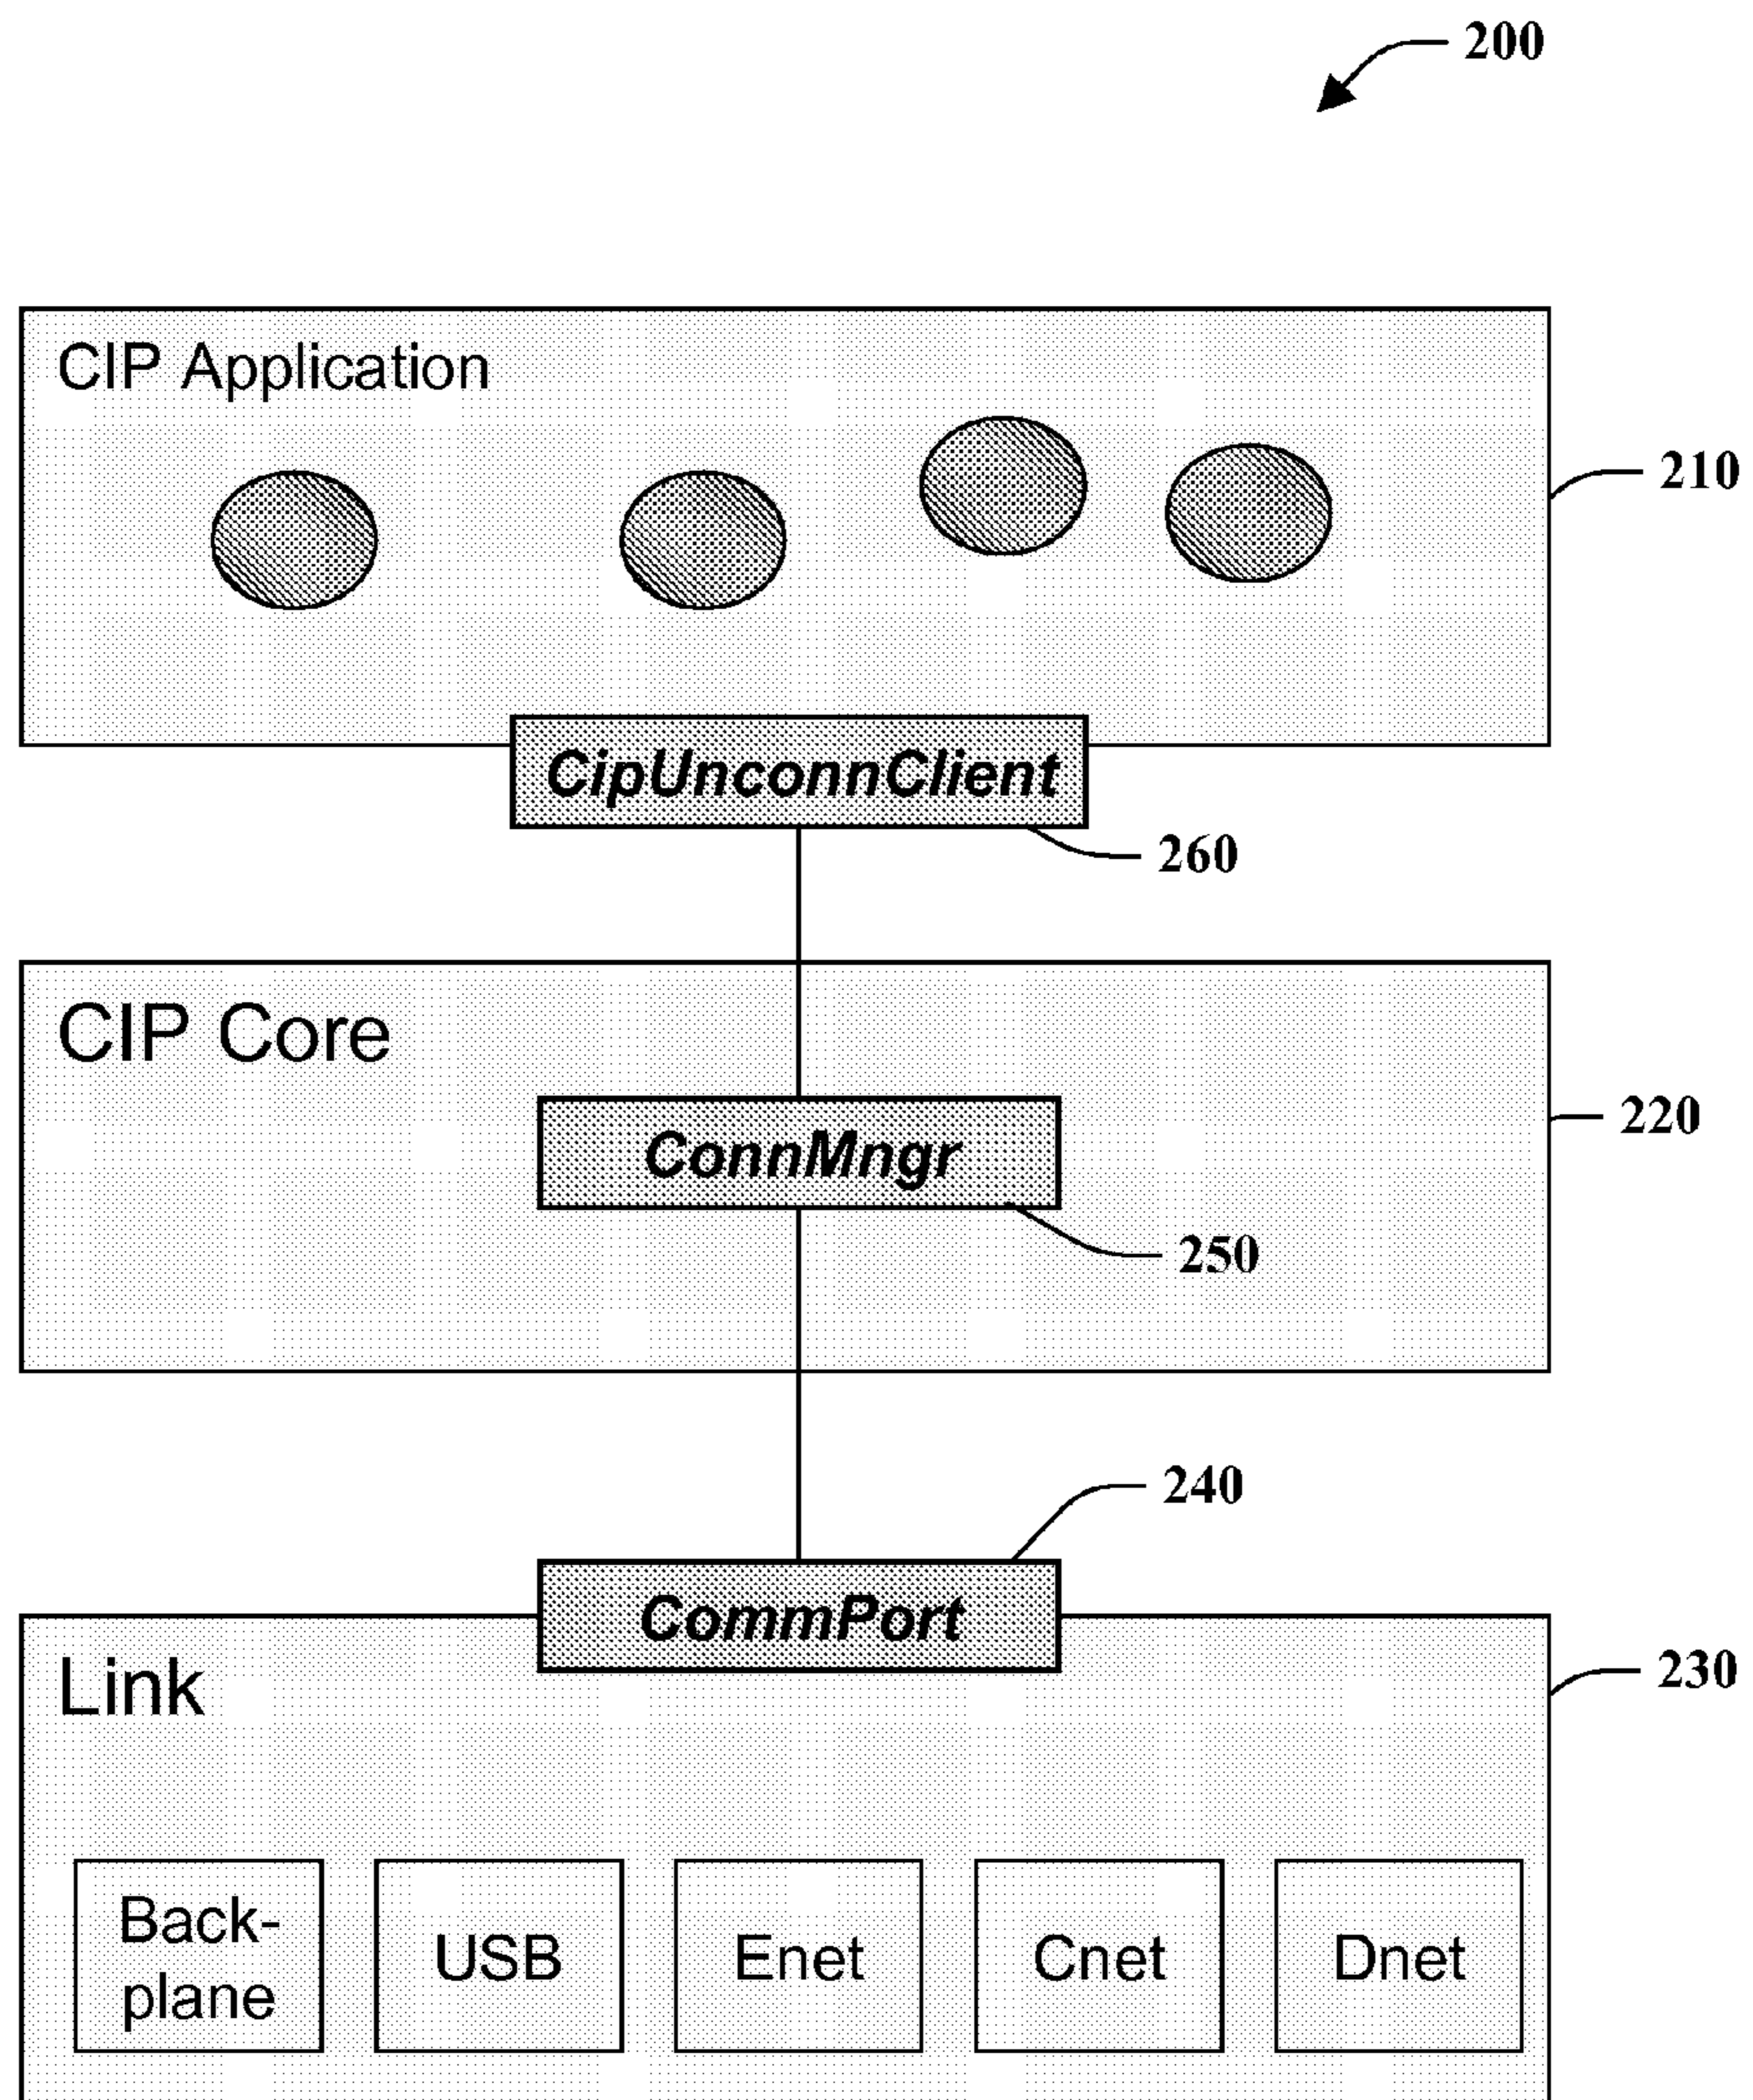 200
CIP Application
210
CipUnconnClient
260
CIP Core
220
ConnMngr
250
240
CommPort
230
Link
Back-
plane
USB
Enet
Cnet
Dnet